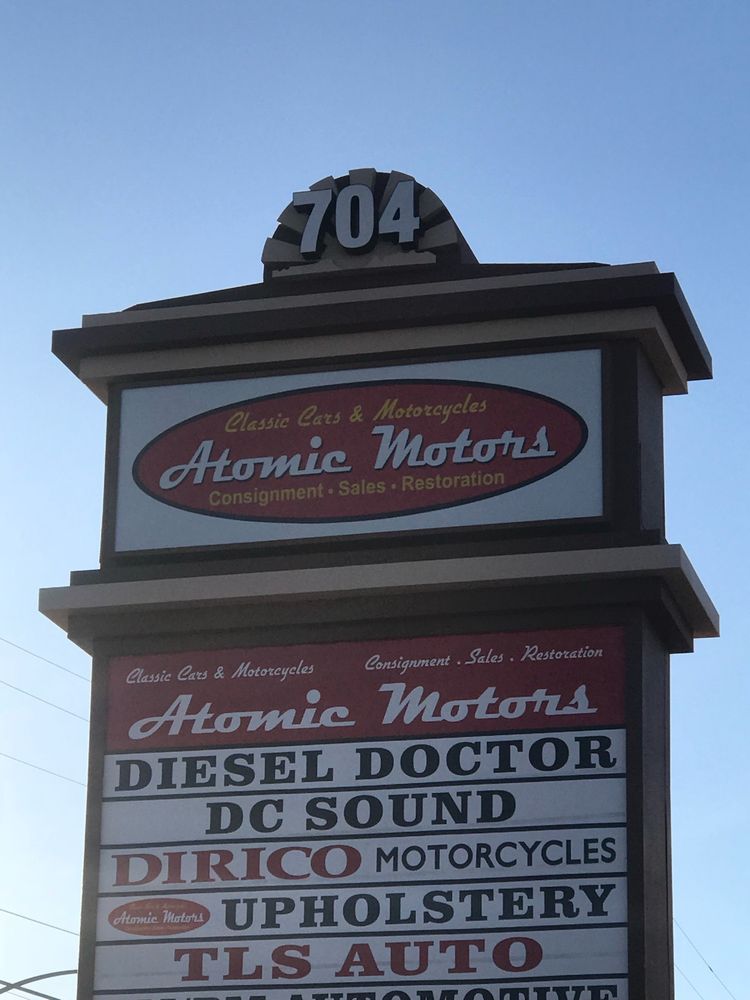 704
Classic Cars & Motorcycles
Atomic Motors
Consignment • Sales • Restoration
Classic Cars & Motorcycles Consignment . Sales . Restoration
Atomic Motors
DIESEL DOCTOR
DC SOUND
DIRICO MOTORCYCLES
Atomic Motors UPHOLSTERY
TLS AUTO
AUTOMOTIVE